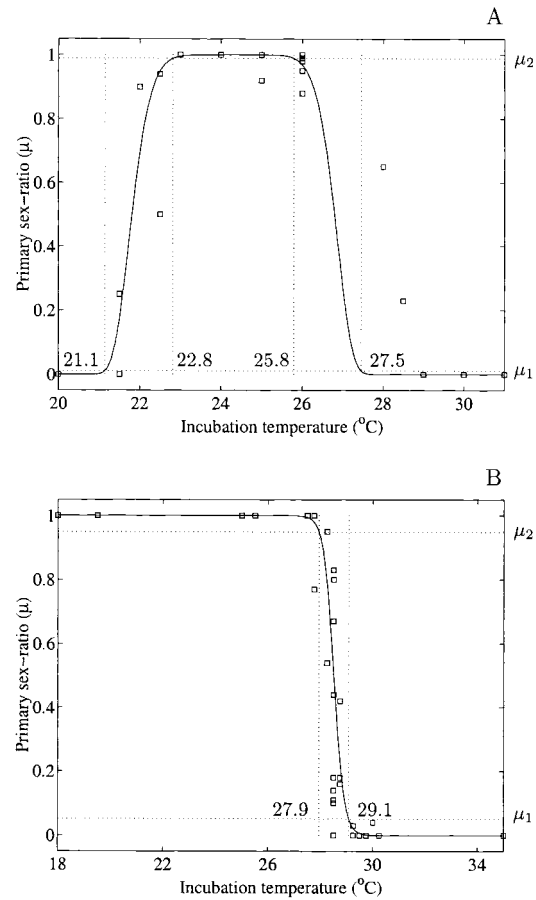 A
1
μ2
0.8
0.6
0.4
0.2
0
Primary sex−ratio (μ)
21.1 22.8 25.8 27.5
μ1
20 22 24 26 28 30
Incubation temperature (°C)
B
1
μ2
0.8
0.6
0.4
0.2
0
Primary sex−ratio (μ)
27.9 29.1
μ1
18 22 26 30 34
Incubation temperature (°C)